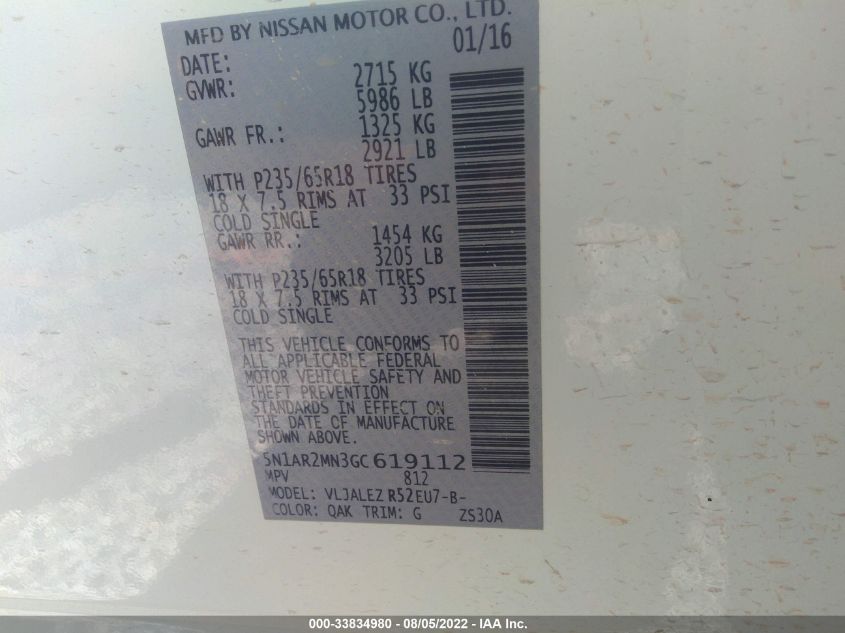 MFD BY NISSAN MOTOR CO., LTD.
DATE: 01/16
GVWR: 2715 KG
5986 LB
GAWR FR.: 1325 KG
2921 LB
WITH P235/65R18 TIRES
18 X 7.5 RIMS AT 33 PSI
COLD SINGLE
GAWR RR.: 1454 KG
3205 LB
WITH P235/65R18 TIRES
18 X 7.5 RIMS AT 33 PSI
COLD SINGLE
THIS VEHICLE CONFORMS TO
ALL APPLICABLE FEDERAL
MOTOR VEHICLE SAFETY AND
THEFT PREVENTION
STANDARDS IN EFFECT ON
THE DATE OF MANUFACTURE
SHOWN ABOVE.
5N1AR2MN3GC619112
MPV 812
MODEL: VLJALEZ R52EU7-B-
COLOR: QAK TRIM: G ZS30A
000-33834980 - 08/05/2022 - IAA Inc.